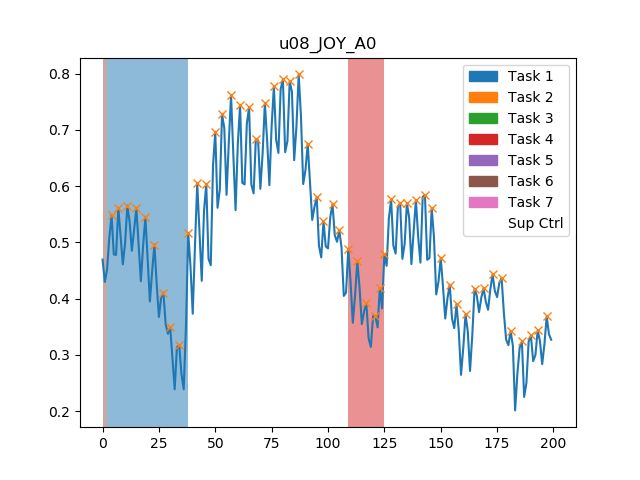 u08_JOY_A0
0.8
0.7
0.6
0.5
0.4
0.3
0.2
0 25 50 75 100 125 150 175 200
Task 1
Task 2
Task 3
Task 4
Task 5
Task 6
Task 7
Sup Ctrl